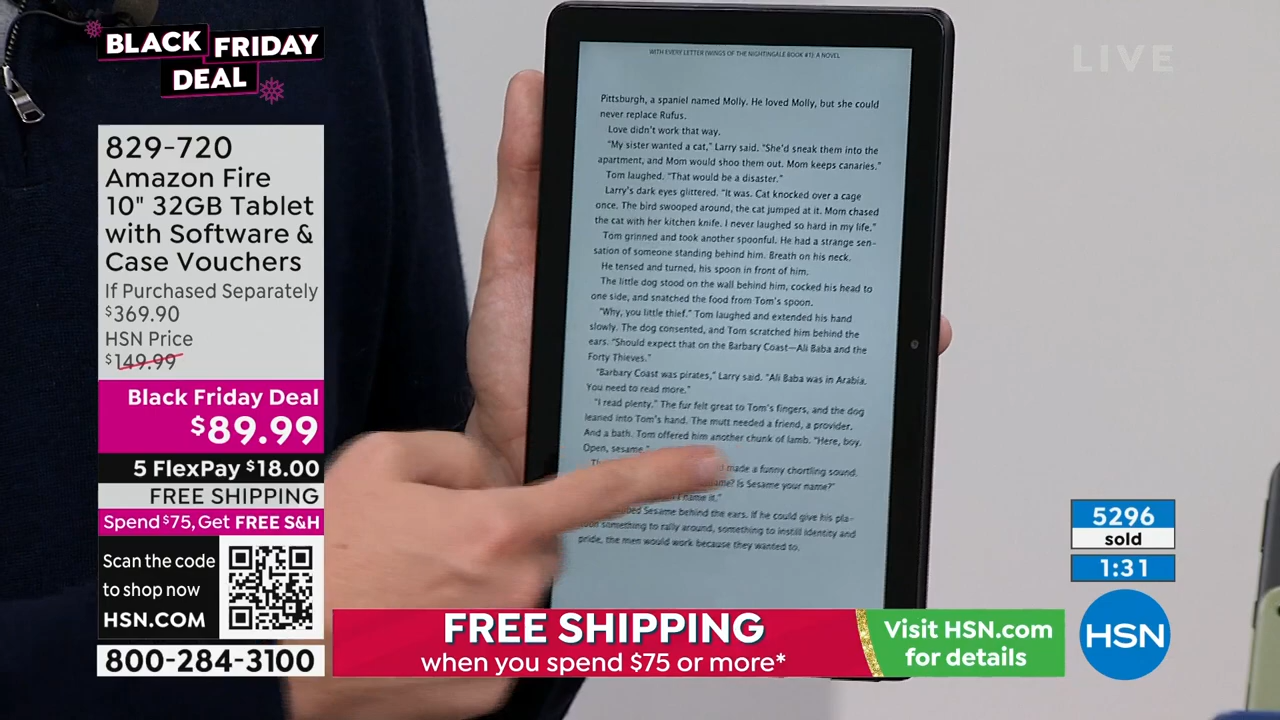 BLACK FRIDAY
DEAL
LIVE
829-720
Amazon Fire
10" 32GB Tablet
with Software &
Case Vouchers
If Purchased Separately
$369.90
HSN Price
$149.99
Black Friday Deal
$89.99
5 FlexPay $18.00
FREE SHIPPING
Spend $75, Get FREE S&H
Scan the code
to shop now
HSN.COM
800-284-3100
WITH EVERY LETTER (WINGS OF THE NIGHTINGALE BOOK #1): A NOVEL
Pittsburgh, a spaniel named Molly. He loved Molly, but she could
never replace Rufus.
Love didn't work that way.
"My sister wanted a cat," Larry said. "She'd sneak them into the
apartment, and Mom would shoo them out. Mom keeps canaries."
Tom laughed. "That would be a disaster."
Larry's dark eyes glittered. "It was. Cat knocked over a cage
once. The bird swooped around, the cat jumped at it. Mom chased
the cat with her kitchen knife. I never laughed so hard in my life."
Tom grinned and took another spoonful. He had a strange sen-
sation of someone standing behind him. Breath on his neck.
He tensed and turned, his spoon in front of him.
The little dog stood on the wall behind him, cocked his head to
one side, and snatched the food from Tom's spoon.
"Why, you little thief." Tom laughed and extended his hand
slowly. The dog consented, and Tom scratched him behind the
ears. "Should expect that on the Barbary Coast—Ali Baba and the
Forty Thieves."
"Barbary Coast was pirates," Larry said. "Ali Baba was in Arabia.
You need to read more."
"I read plenty." The fur felt great to Tom's fingers, and the dog
leaned into Tom's hand. The mutt needed a friend, a provider.
And a bath. Tom offered him another chunk of lamb. "Here, boy.
Open, sesame."
made a funny chortling sound.
Is Sesame your name?"
I name it."
Sesame behind the ears. If he could give his pla-
toon something to rally around, something to instill identity and
pride, the men would work because they wanted to.
5296
sold
1:31
HSN
FREE SHIPPING
when you spend $75 or more*
Visit HSN.com
for details